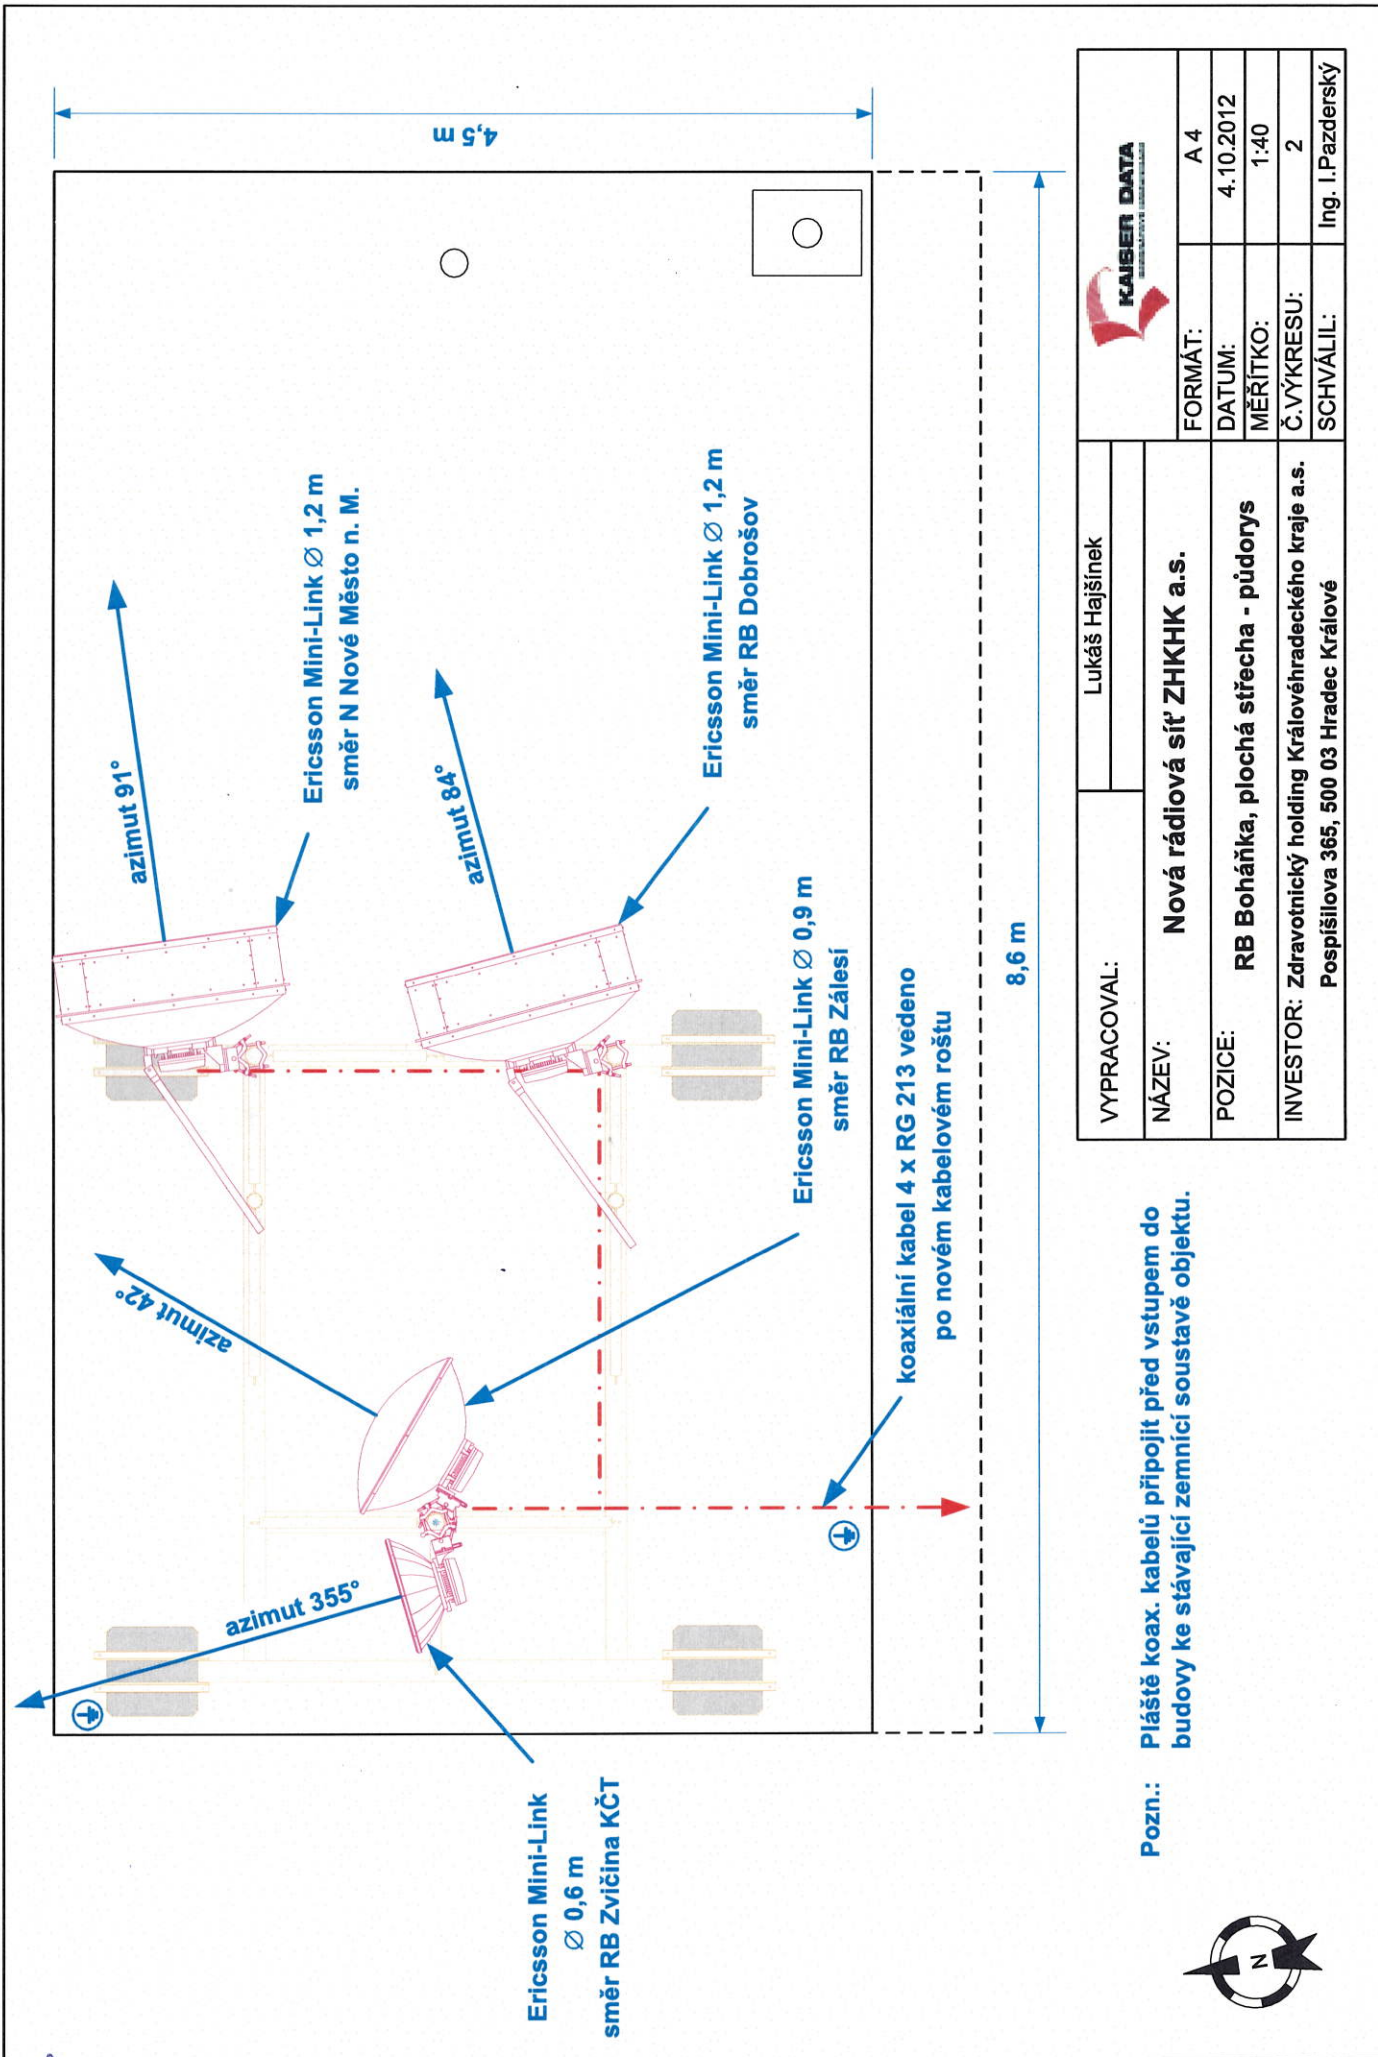 4,5 m
azimut 91°
Ericsson Mini-Link Ø 1,2 m
směr N Nové Město n. M.
azimut 84°
Ericsson Mini-Link Ø 1,2 m
směr RB Dobrošov
azimut 42°
Ericsson Mini-Link Ø 0,9 m
směr RB Zálesí
azimut 355°
Ericsson Mini-Link
Ø 0,6 m
směr RB Zvičina KČT
koaxiální kabel 4 x RG 213 vedeno
po novém kabelovém roštu
8,6 m
Pozn.: Pláště koax. kabelů připojit před vstupem do
budovy ke stávající zemnící soustavě objektu.
N
VYPRACOVAL: Lukáš Hajšínek
KAISER DATA
NÁZEV: Nová rádiová síť ZHKHK a.s.
FORMÁT: A 4
POZICE: RB Boháňka, plochá střecha - půdorys
DATUM: 4.10.2012
MĚŘÍTKO: 1:40
INVESTOR: Zdravotnický holding Královéhradeckého kraje a.s.
Pospíšilova 365, 500 03 Hradec Králové
Č.VÝKRESU: 2
SCHVÁLIL: Ing. I.Pazderský